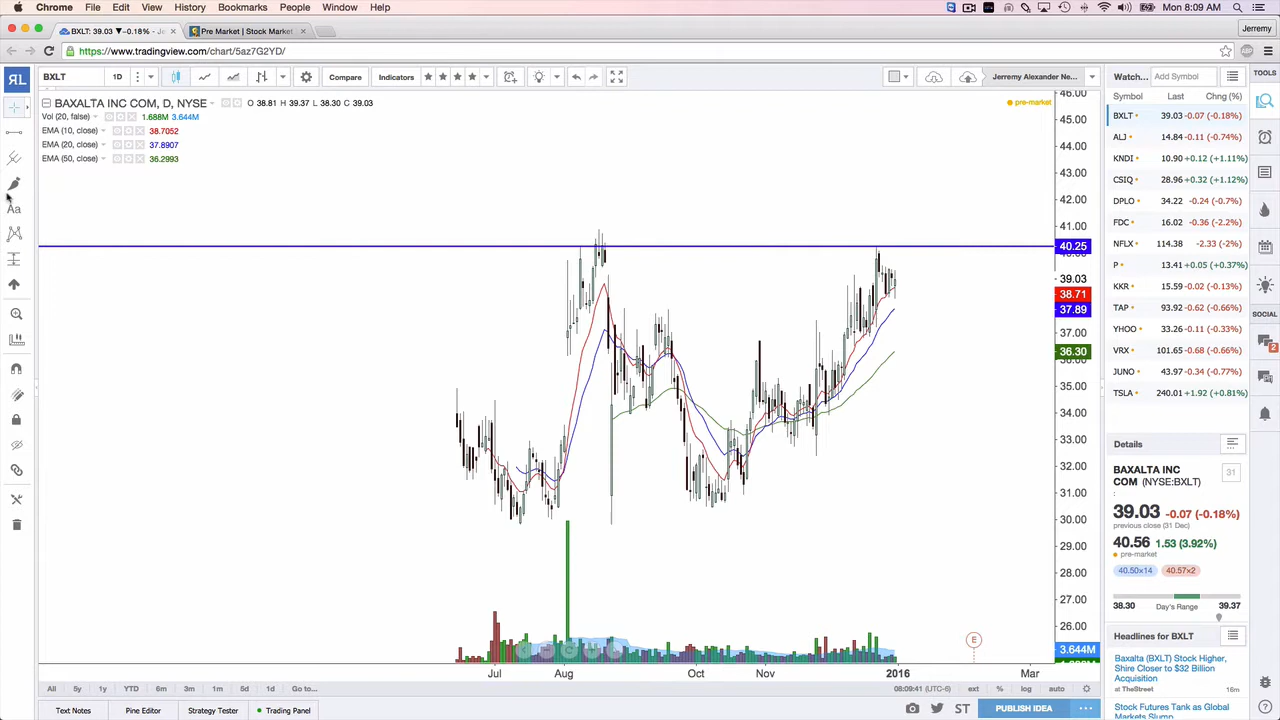 Chrome File Edit View History Bookmarks People Window Help Mon 8:09 AM
BXLT: 39.03 ▼−0.18% - Je × Pre Market | Stock Market × Jerremy
https://www.tradingview.com/chart/5az7G2YD/
BXLT 1D Compare Indicators Jerremy Alexander Ne... Watch... Add Symbol TOOLS
BAXALTA INC COM, D, NYSE O 38.81 H 39.37 L 38.30 C 39.03
pre-market
Vol (20, false) 1.688M 3.644M
EMA (10, close) 38.7052
EMA (20, close) 37.8907
EMA (50, close) 36.2993
Aa
46.00
45.00
44.00
43.00
42.00
41.00
40.25
39.03
38.71
37.89
37.00
36.30
35.00
34.00
33.00
32.00
31.00
30.00
29.00
28.00
27.00
26.00
3.644M
E
Jul Aug Oct Nov 2016 Mar
All 5y 1y YTD 6m 3m 1m 5d 1d Go to... 08:09:41 (UTC-6) ext % log auto
Text Notes Pine Editor Strategy Tester Trading Panel ST PUBLISH IDEA
Symbol Last Chng (%)
BXLT 39.03 -0.07 (-0.18%)
ALJ 14.84 -0.11 (-0.74%)
KNDI 10.90 +0.12 (+1.11%)
CSIQ 28.96 +0.32 (+1.12%)
DPLO 34.22 -0.24 (-0.7%)
FDC 16.02 -0.36 (-2.2%)
NFLX 114.38 -2.33 (-2%)
P 13.41 +0.05 (+0.37%)
KKR 15.59 -0.02 (-0.13%)
TAP 93.92 -0.62 (-0.66%)
YHOO 33.26 -0.11 (-0.33%)
VRX 101.65 -0.68 (-0.66%)
JUNO 43.97 -0.34 (-0.77%)
TSLA 240.01 +1.92 (+0.81%)
SOCIAL
2
Details
BAXALTA INC
COM (NYSE:BXLT)
:
31
39.03 -0.07 (-0.18%)
previous close (31 Dec)
40.56 1.53 (3.92%)
pre-market
40.50×14 40.57×2
38.30 Day's Range 39.37
Headlines for BXLT
Baxalta (BXLT) Stock Higher,
Shire Closer to $32 Billion
Acquisition
at TheStreet 16m
Stock Futures Tank as Global
Markets Slump